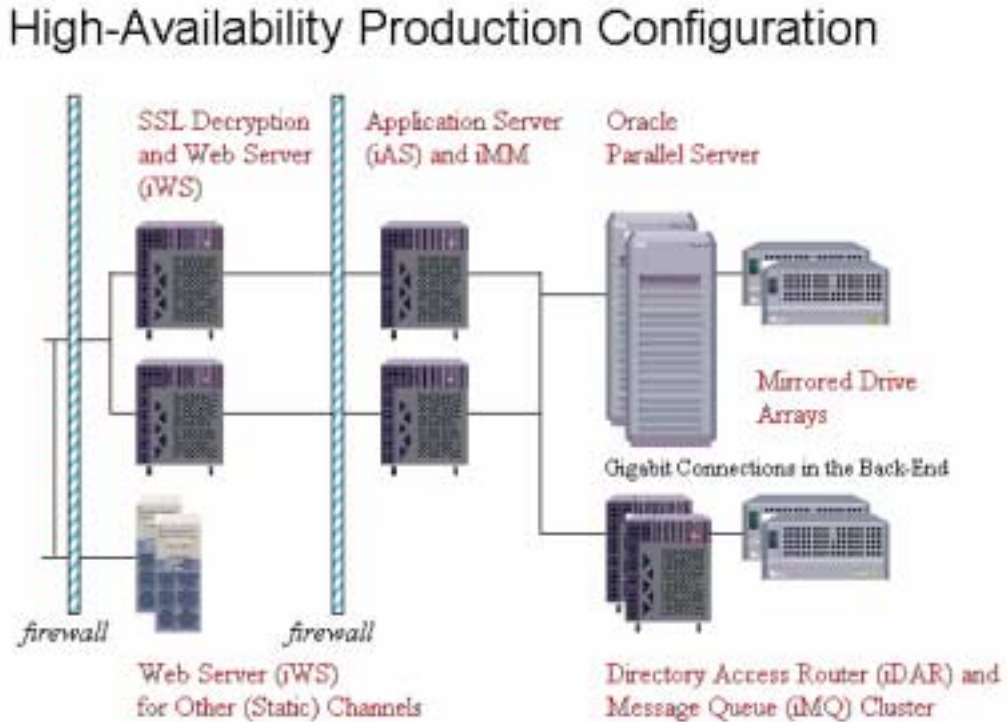 High-Availability Production Configuration
SSL Decryption
and Web Server
(iWS)
Application Server
(iAS) and iMM
Oracle
Parallel Server
Mirrored Drive
Arrays
Gigabit Connections in the Back-End
firewall
firewall
Web Server (iWS)
for Other (Static) Channels
Directory Access Router (iDAR) and
Message Queue (iMQ) Cluster